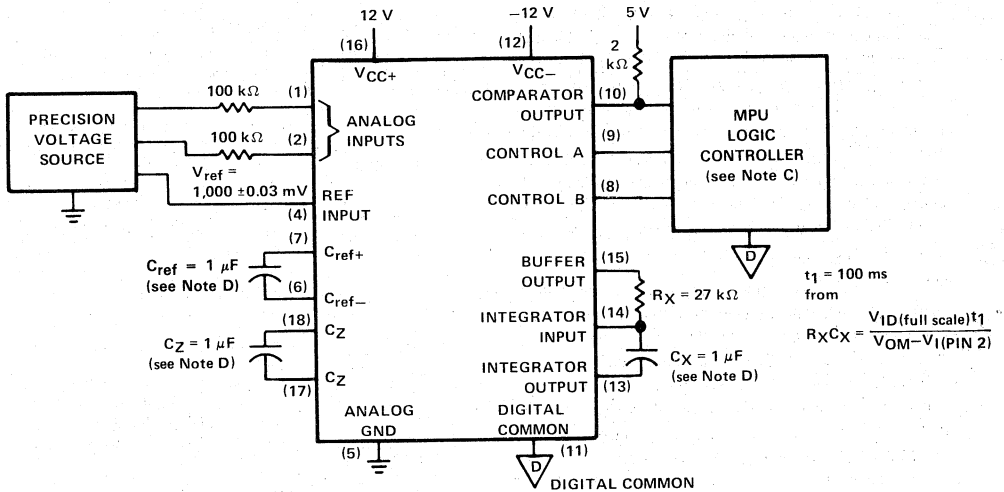 12 V
−12 V
5 V
(16)
(12)
2
kΩ
VCC+
VCC−
PRECISION
VOLTAGE
SOURCE
100 kΩ
(1)
100 kΩ
(2)
ANALOG
INPUTS
Vref =
1,000 ±0.03 mV
(4)
REF
INPUT
COMPARATOR
OUTPUT
(10)
CONTROL A
(9)
CONTROL B
(8)
MPU
LOGIC
CONTROLLER
(see Note C)
D
(7)
Cref+
Cref = 1 μF
(see Note D)
(6)
Cref−
(18)
CZ
CZ = 1 μF
(see Note D)
CZ
(17)
BUFFER
OUTPUT
(15)
RX = 27 kΩ
INTEGRATOR
INPUT
(14)
CX = 1 μF
(see Note D)
INTEGRATOR
OUTPUT
(13)
t1 = 100 ms
from
RXCX = VID(full scale)t1
VOM−VI(PIN 2)
ANALOG
GND
(5)
DIGITAL
COMMON
(11)
D
DIGITAL COMMON